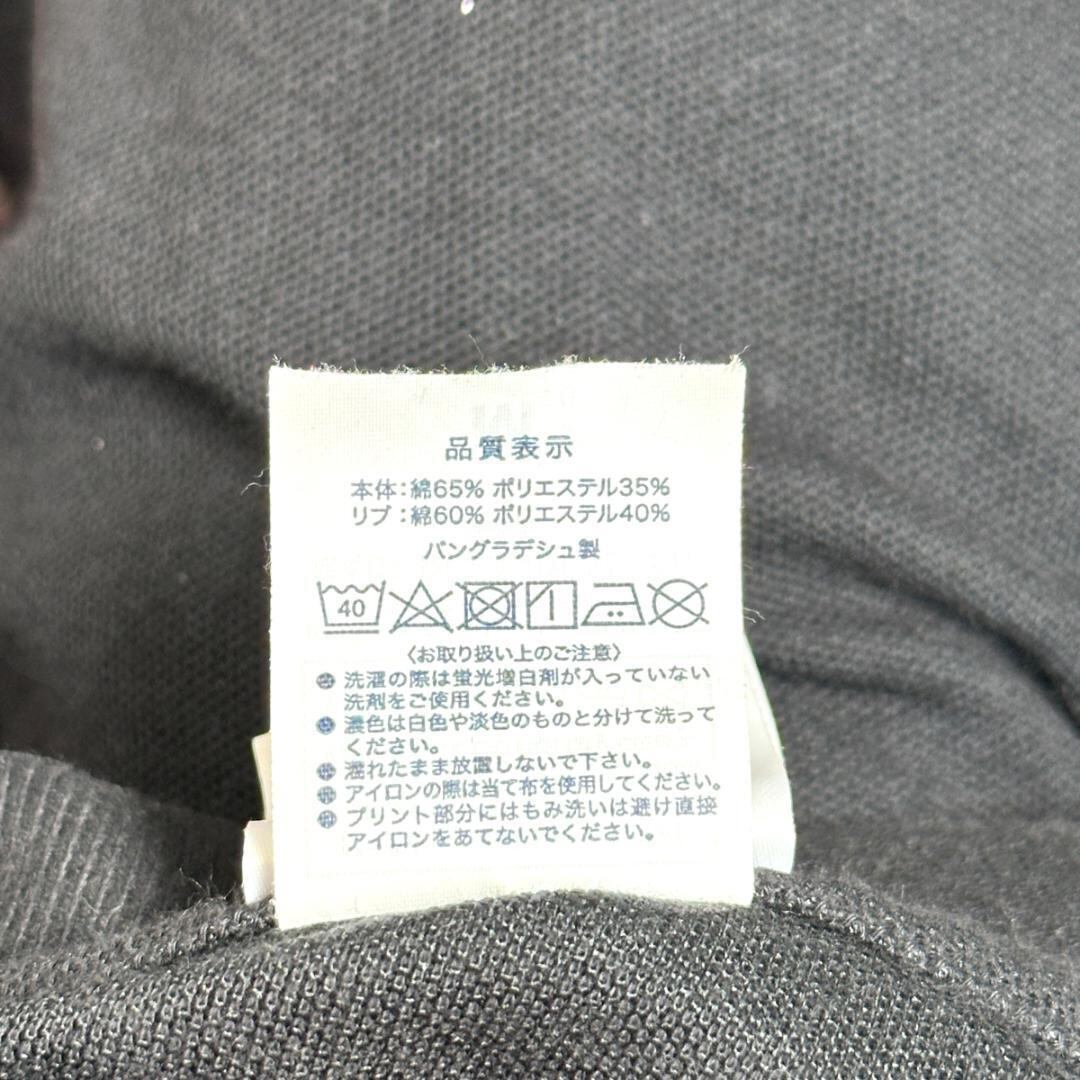 品質表示
本体:綿65% ポリエステル35%
リブ:綿60% ポリエステル40%
バングラデシュ製
40
〈お取り扱い上のご注意〉
● 洗濯の際は蛍光増白剤が入っていない
洗剤をご使用ください。
● 濃色は白色や淡色のものと分けて洗って
ください。
● 濡れたまま放置しないで下さい。
● アイロンの際は当て布を使用してください。
● プリント部分にはもみ洗いは避け直接
アイロンをあてないでください。